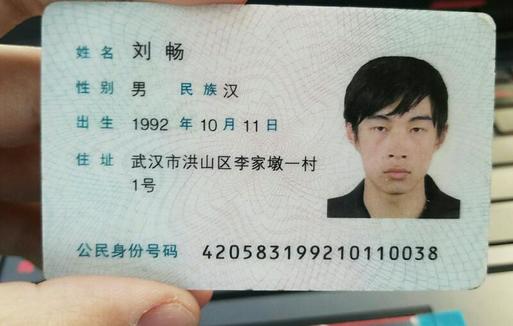 姓名 刘畅
性别 男 民族 汉
出生 1992 年 10 月 11 日
住址 武汉市洪山区李家墩一村
1号
公民身份号码 420583199210110038